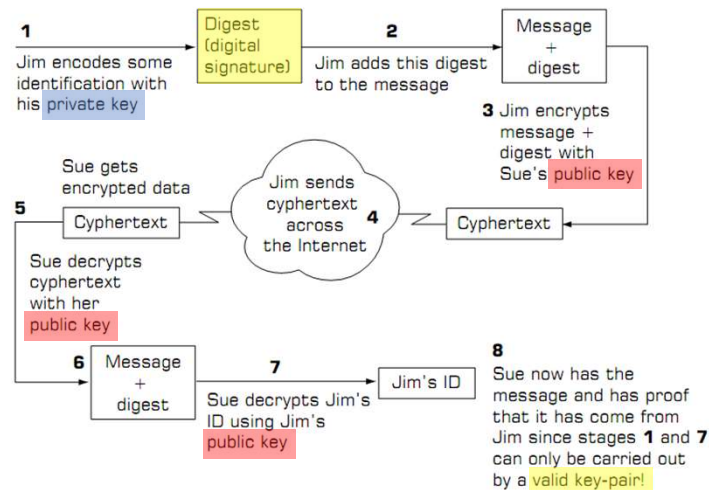 1
Jim encodes some
identification with
his private key
Digest
(digital
signature)
2
Jim adds this digest
to the message
Message
+
digest
3 Jim encrypts
message +
digest with
Sue's public key
Cyphertext
Jim sends
cyphertext
across 4
the Internet
Sue gets
encrypted data
5
Cyphertext
Sue decrypts
cyphertext
with her
public key
6
Message
+
digest
7
Sue decrypts Jim's
ID using Jim's
public key
Jim's ID
8
Sue now has the
message and has proof
that it has come from
Jim since stages 1 and 7
can only be carried out
by a valid key-pair!